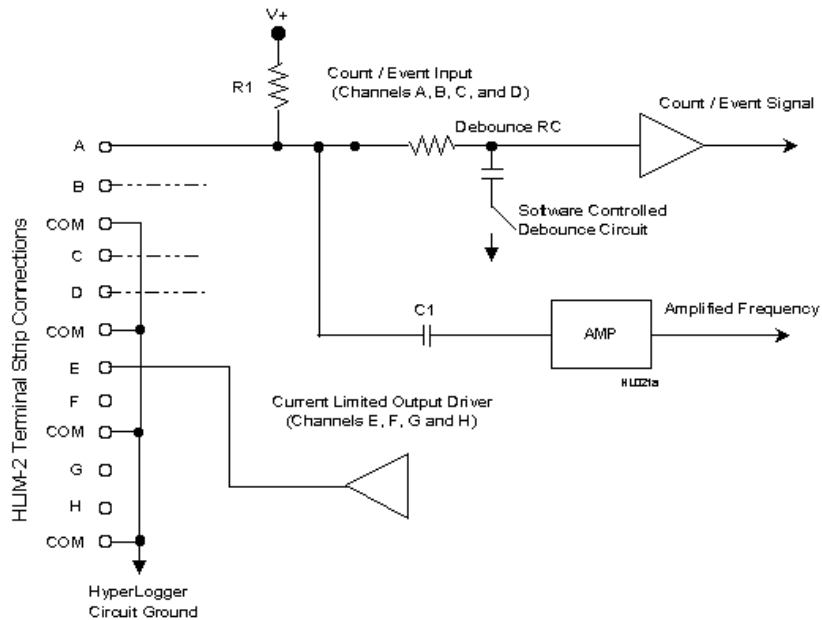 V+
R1
Count / Event Input
(Channels A, B, C, and D)
Count / Event Signal
Debounce RC
A
B
COM
C
D
COM
E
F
COM
G
H
COM
HLIM-2 Terminal Strip Connections
Software Controlled
Debounce Circuit
C1
AMP
Amplified Frequency
HL021a
Current Limited Output Driver
(Channels E, F, G and H)
HyperLogger
Circuit Ground